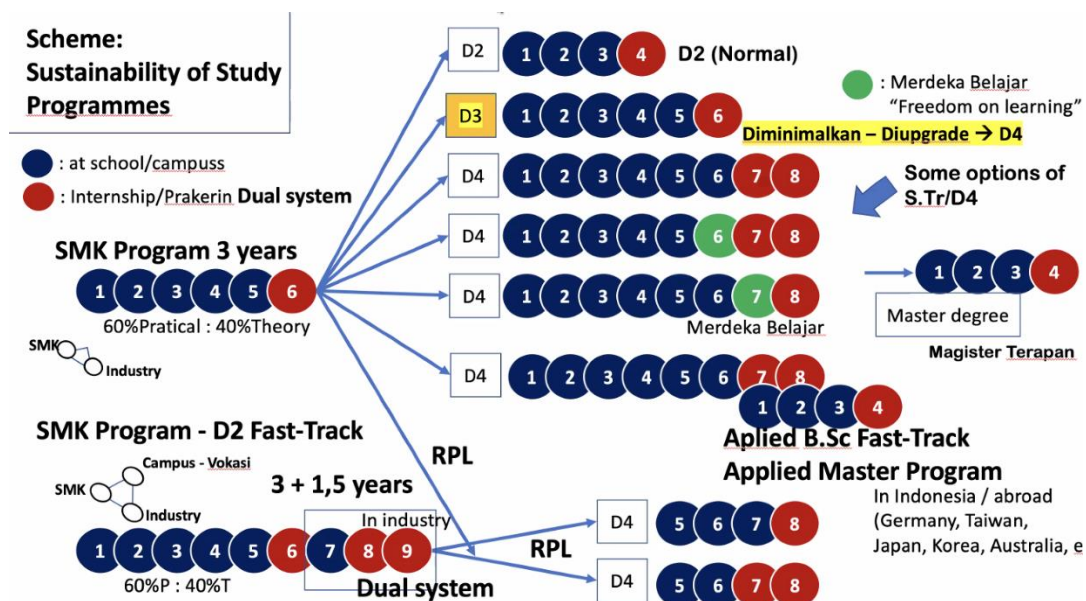 Scheme:
Sustainability of Study
Programmes
: at school/campuss
: Internship/Prakerin Dual system
SMK Program 3 years
1 2 3 4 5 6
60%Pratical : 40%Theory
SMK
Industry
SMK Program - D2 Fast-Track
Campus - Vokasi
SMK
Industry
3 + 1,5 years
In industry
1 2 3 4 5 6 7 8 9
60%P : 40%T
Dual system
RPL
RPL
D2 1 2 3 4 D2 (Normal)
: Merdeka Belajar
“Freedom on learning”
D3 1 2 3 4 5 6
Diminimalkan – Diupgrade → D4
D4 1 2 3 4 5 6 7 8
Some options of
S.Tr/D4
D4 1 2 3 4 5 6 7 8
D4 1 2 3 4 5 6 7 8
Merdeka Belajar
1 2 3 4
Master degree
Magister Terapan
D4 1 2 3 4 5 6 7 8
1 2 3 4
Aplied B.Sc Fast-Track
Applied Master Program
In Indonesia / abroad
(Germany, Taiwan,
Japan, Korea, Australia, e
D4 5 6 7 8
D4 5 6 7 8